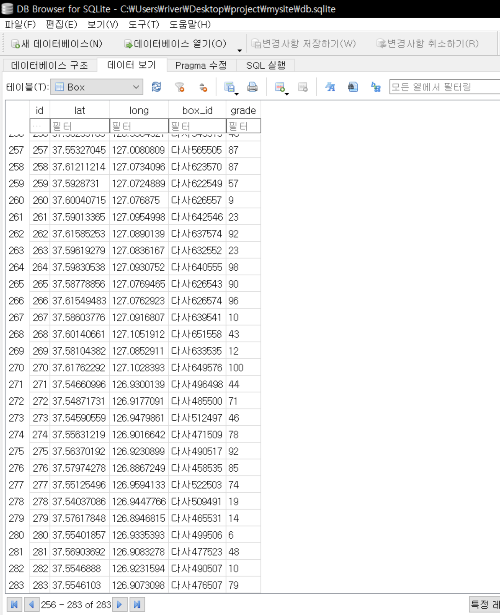 DB Browser for SQLite - C:₩Users₩river₩Desktop₩project₩mysite₩db.sqlite
파일(F) 편집(E) 보기(V) 도구(T) 도움말(H)
새 데이터베이스(N) 데이터베이스 열기(O) 변경사항 저장하기(W) 변경사항 취소하기(R)
데이터베이스 구조 데이터 보기 Pragma 수정 SQL 실행
테이블(T): Box 모든 열에서 필터링
id lat long box_id grade
필터 필터 필터 필터
257 257 37.55327045 127.0080809 다사565505 87
258 258 37.61211214 127.0734096 다사623570 87
259 259 37.5928731 127.0724889 다사622549 57
260 260 37.60040715 127.076875 다사626557 9
261 261 37.59013365 127.0954998 다사642546 23
262 262 37.61585253 127.0890139 다사637574 92
263 263 37.59619279 127.0836167 다사632552 23
264 264 37.59830538 127.0930752 다사640555 98
265 265 37.58778856 127.0769465 다사626543 90
266 266 37.61549483 127.0762923 다사626574 96
267 267 37.58603776 127.0916807 다사639541 10
268 268 37.60140661 127.1051912 다사651558 43
269 269 37.58104382 127.0852911 다사633535 12
270 270 37.61762292 127.1028393 다사649576 100
271 271 37.54660996 126.9300139 다사496498 44
272 272 37.54871731 126.9177091 다사485500 71
273 273 37.54590559 126.9479861 다사512497 46
274 274 37.55631219 126.9016642 다사471509 78
275 275 37.56370192 126.9230899 다사490517 92
276 276 37.57974278 126.8867249 다사458535 85
277 277 37.55125496 126.9594133 다사522503 74
278 278 37.54037086 126.9447766 다사509491 19
279 279 37.57617848 126.8946815 다사465531 14
280 280 37.55401857 126.9335393 다사499506 6
281 281 37.56903692 126.9083278 다사477523 48
282 282 37.5546888 126.9231594 다사490507 10
283 283 37.5546103 126.9073098 다사476507 79
256 - 283 of 283 특정 레